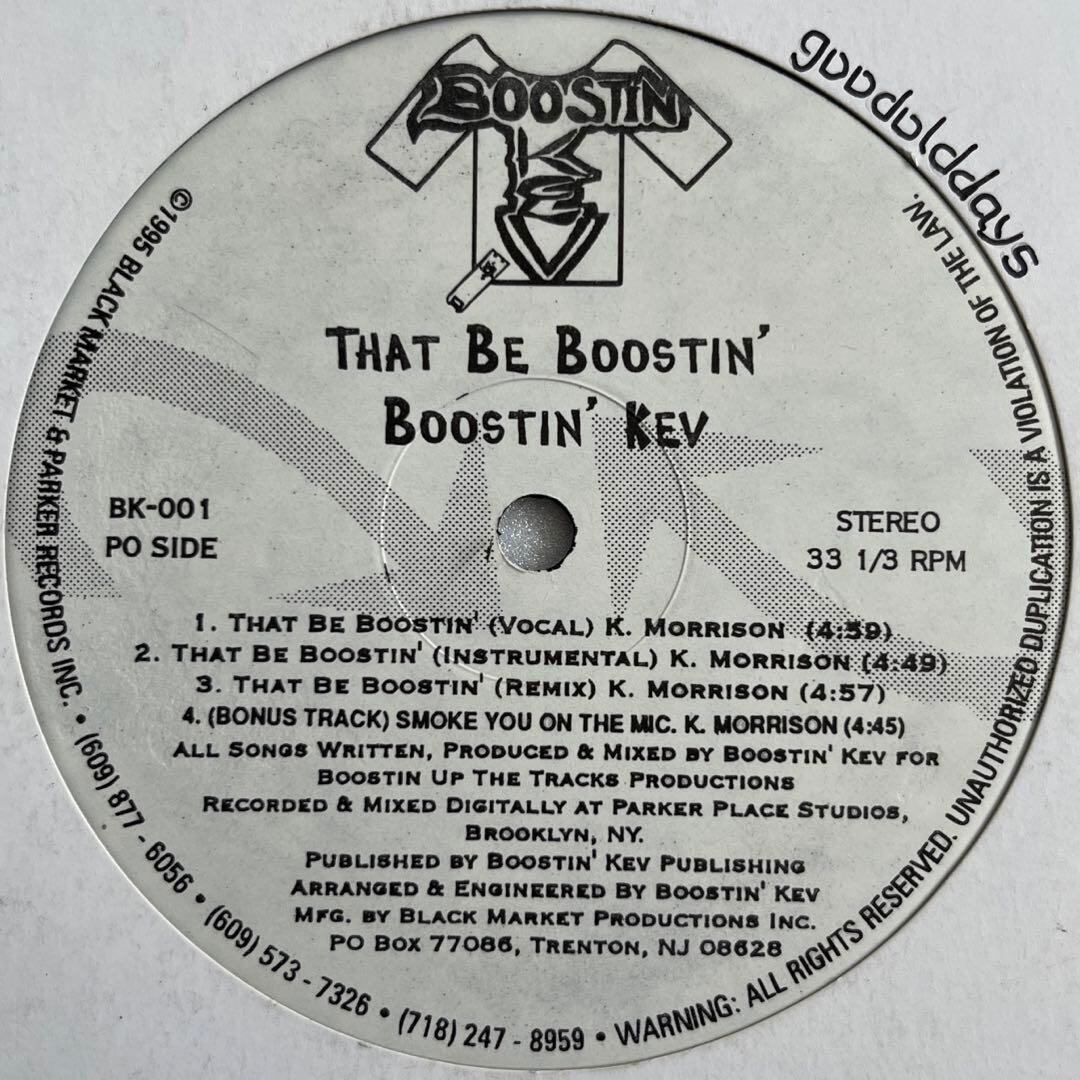 BOOSTIN
KEV
goodolddays
THAT BE BOOSTIN'
BOOSTIN' KEV
BK-001
PO SIDE
STEREO
33 1/3 RPM
1. THAT BE BOOSTIN' (VOCAL) K. MORRISON (4:59)
2. THAT BE BOOSTIN' (INSTRUMENTAL) K. MORRISON (4:49)
3. THAT BE BOOSTIN' (REMIX) K. MORRISON (4:57)
4. (BONUS TRACK) SMOKE YOU ON THE MIC. K. MORRISON (4:45)
ALL SONGS WRITTEN, PRODUCED & MIXED BY BOOSTIN' KEV FOR
BOOSTIN UP THE TRACKS PRODUCTIONS
RECORDED & MIXED DIGITALLY AT PARKER PLACE STUDIOS,
BROOKLYN, NY.
PUBLISHED BY BOOSTIN' KEV PUBLISHING
ARRANGED & ENGINEERED BY BOOSTIN' KEV
MFG. BY BLACK MARKET PRODUCTIONS INC.
PO BOX 77086, TRENTON, NJ 08628
©1995 BLACK MARKET & PARKER RECORDS INC. • (609) 877 - 6056 • (609) 573 - 7326 • (718) 247 - 8959 • WARNING: ALL RIGHTS RESERVED. UNAUTHORIZED DUPLICATION IS A VIOLATION OF THE LAW.